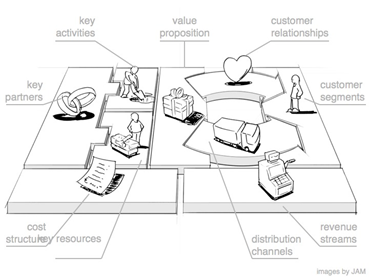 key
activities
value
proposition
customer
relationships
key
partners
customer
segments
cost
structure
key resources
distribution
channels
revenue
streams
images by JAM